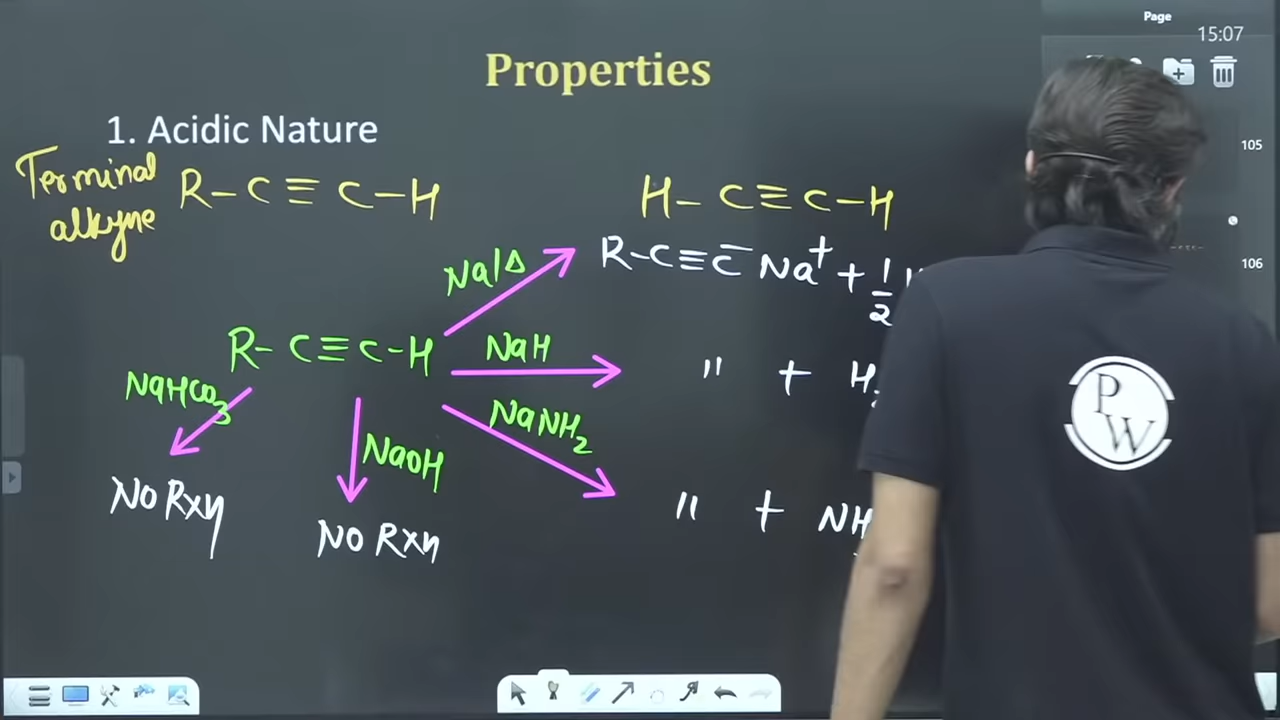 Page
15:07
Properties
1. Acidic Nature
105
Terminal alkyne
R-C≡C-H
H-C≡C-H
Na/Δ
R-C≡C̄ Na⁺ + 1/2
106
R-C≡C-H
NaH
" + H₂
NaHCO₃
NaNH₂
NaOH
No Rxn
No Rxn
" + NH
P
W